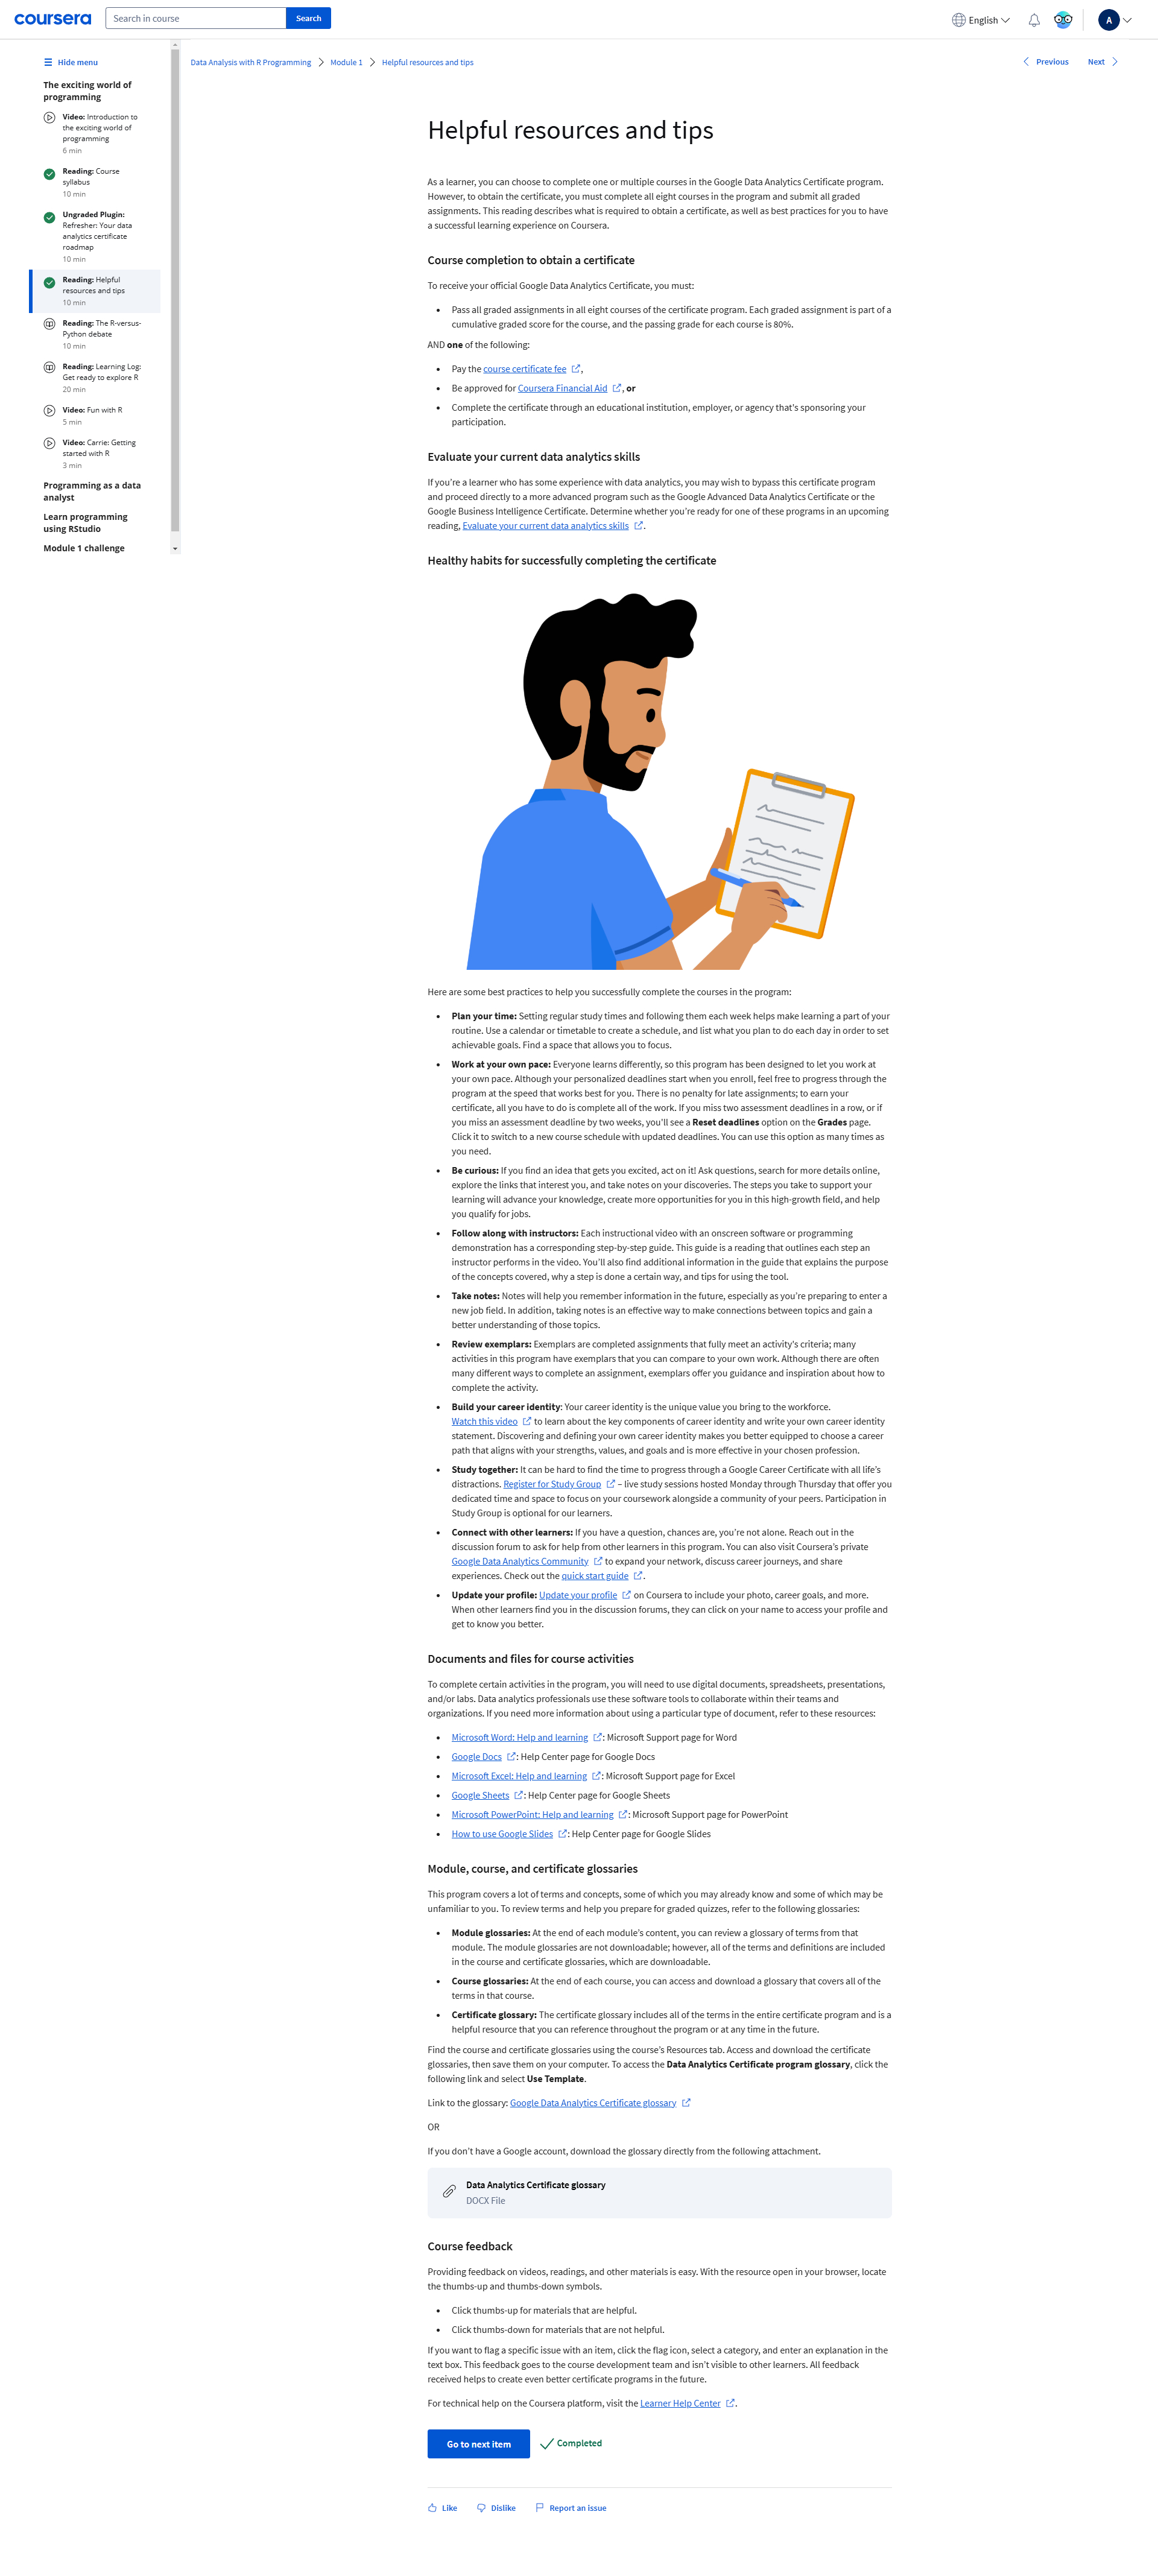 coursera
Search in course
Search
English
A
Hide menu
Data Analysis with R Programming
Module 1
Helpful resources and tips
Previous
Next
The exciting world of
programming
Video: Introduction to
the exciting world of
programming
6 min
Reading: Course
syllabus
10 min
Ungraded Plugin:
Refresher: Your data
analytics certificate
roadmap
10 min
Reading: Helpful
resources and tips
10 min
Reading: The R-versus-
Python debate
10 min
Reading: Learning Log:
Get ready to explore R
20 min
Video: Fun with R
5 min
Video: Carrie: Getting
started with R
3 min
Programming as a data
analyst
Learn programming
using RStudio
Module 1 challenge
Helpful resources and tips
As a learner, you can choose to complete one or multiple courses in the Google Data Analytics Certificate program.
However, to obtain the certificate, you must complete all eight courses in the program and submit all graded
assignments. This reading describes what is required to obtain a certificate, as well as best practices for you to have
a successful learning experience on Coursera.
Course completion to obtain a certificate
To receive your official Google Data Analytics Certificate, you must:
• Pass all graded assignments in all eight courses of the certificate program. Each graded assignment is part of a
cumulative graded score for the course, and the passing grade for each course is 80%.
AND one of the following:
• Pay the course certificate fee ,
• Be approved for Coursera Financial Aid , or
• Complete the certificate through an educational institution, employer, or agency that's sponsoring your
participation.
Evaluate your current data analytics skills
If you're a learner who has some experience with data analytics, you may wish to bypass this certificate program
and proceed directly to a more advanced program such as the Google Advanced Data Analytics Certificate or the
Google Business Intelligence Certificate. Determine whether you're ready for one of these programs in an upcoming
reading, Evaluate your current data analytics skills .
Healthy habits for successfully completing the certificate
Here are some best practices to help you successfully complete the courses in the program:
• Plan your time: Setting regular study times and following them each week helps make learning a part of your
routine. Use a calendar or timetable to create a schedule, and list what you plan to do each day in order to set
achievable goals. Find a space that allows you to focus.
• Work at your own pace: Everyone learns differently, so this program has been designed to let you work at
your own pace. Although your personalized deadlines start when you enroll, feel free to progress through the
program at the speed that works best for you. There is no penalty for late assignments; to earn your
certificate, all you have to do is complete all of the work. If you miss two assessment deadlines in a row, or if
you miss an assessment deadline by two weeks, you'll see a Reset deadlines option on the Grades page.
Click it to switch to a new course schedule with updated deadlines. You can use this option as many times as
you need.
• Be curious: If you find an idea that gets you excited, act on it! Ask questions, search for more details online,
explore the links that interest you, and take notes on your discoveries. The steps you take to support your
learning will advance your knowledge, create more opportunities for you in this high-growth field, and help
you qualify for jobs.
• Follow along with instructors: Each instructional video with an onscreen software or programming
demonstration has a corresponding step-by-step guide. This guide is a reading that outlines each step an
instructor performs in the video. You'll also find additional information in the guide that explains the purpose
of the concepts covered, why a step is done a certain way, and tips for using the tool.
• Take notes: Notes will help you remember information in the future, especially as you're preparing to enter a
new job field. In addition, taking notes is an effective way to make connections between topics and gain a
better understanding of those topics.
• Review exemplars: Exemplars are completed assignments that fully meet an activity's criteria; many
activities in this program have exemplars that you can compare to your own work. Although there are often
many different ways to complete an assignment, exemplars offer you guidance and inspiration about how to
complete the activity.
• Build your career identity: Your career identity is the unique value you bring to the workforce.
Watch this video to learn about the key components of career identity and write your own career identity
statement. Discovering and defining your own career identity makes you better equipped to choose a career
path that aligns with your strengths, values, and goals and is more effective in your chosen profession.
• Study together: It can be hard to find the time to progress through a Google Career Certificate with all life's
distractions. Register for Study Group – live study sessions hosted Monday through Thursday that offer you
dedicated time and space to focus on your coursework alongside a community of your peers. Participation in
Study Group is optional for our learners.
• Connect with other learners: If you have a question, chances are, you're not alone. Reach out in the
discussion forum to ask for help from other learners in this program. You can also visit Coursera's private
Google Data Analytics Community to expand your network, discuss career journeys, and share
experiences. Check out the quick start guide .
• Update your profile: Update your profile on Coursera to include your photo, career goals, and more.
When other learners find you in the discussion forums, they can click on your name to access your profile and
get to know you better.
Documents and files for course activities
To complete certain activities in the program, you will need to use digital documents, spreadsheets, presentations,
and/or labs. Data analytics professionals use these software tools to collaborate within their teams and
organizations. If you need more information about using a particular type of document, refer to these resources:
• Microsoft Word: Help and learning : Microsoft Support page for Word
• Google Docs : Help Center page for Google Docs
• Microsoft Excel: Help and learning : Microsoft Support page for Excel
• Google Sheets : Help Center page for Google Sheets
• Microsoft PowerPoint: Help and learning : Microsoft Support page for PowerPoint
• How to use Google Slides : Help Center page for Google Slides
Module, course, and certificate glossaries
This program covers a lot of terms and concepts, some of which you may already know and some of which may be
unfamiliar to you. To review terms and help you prepare for graded quizzes, refer to the following glossaries:
• Module glossaries: At the end of each module's content, you can review a glossary of terms from that
module. The module glossaries are not downloadable; however, all of the terms and definitions are included
in the course and certificate glossaries, which are downloadable.
• Course glossaries: At the end of each course, you can access and download a glossary that covers all of the
terms in that course.
• Certificate glossary: The certificate glossary includes all of the terms in the entire certificate program and is a
helpful resource that you can reference throughout the program or at any time in the future.
Find the course and certificate glossaries using the course's Resources tab. Access and download the certificate
glossaries, then save them on your computer. To access the Data Analytics Certificate program glossary, click the
following link and select Use Template.
Link to the glossary: Google Data Analytics Certificate glossary
OR
If you don't have a Google account, download the glossary directly from the following attachment.
Data Analytics Certificate glossary
DOCX File
Course feedback
Providing feedback on videos, readings, and other materials is easy. With the resource open in your browser, locate
the thumbs-up and thumbs-down symbols.
• Click thumbs-up for materials that are helpful.
• Click thumbs-down for materials that are not helpful.
If you want to flag a specific issue with an item, click the flag icon, select a category, and enter an explanation in the
text box. This feedback goes to the course development team and isn't visible to other learners. All feedback
received helps to create even better certificate programs in the future.
For technical help on the Coursera platform, visit the Learner Help Center .
Go to next item
Completed
Like
Dislike
Report an issue